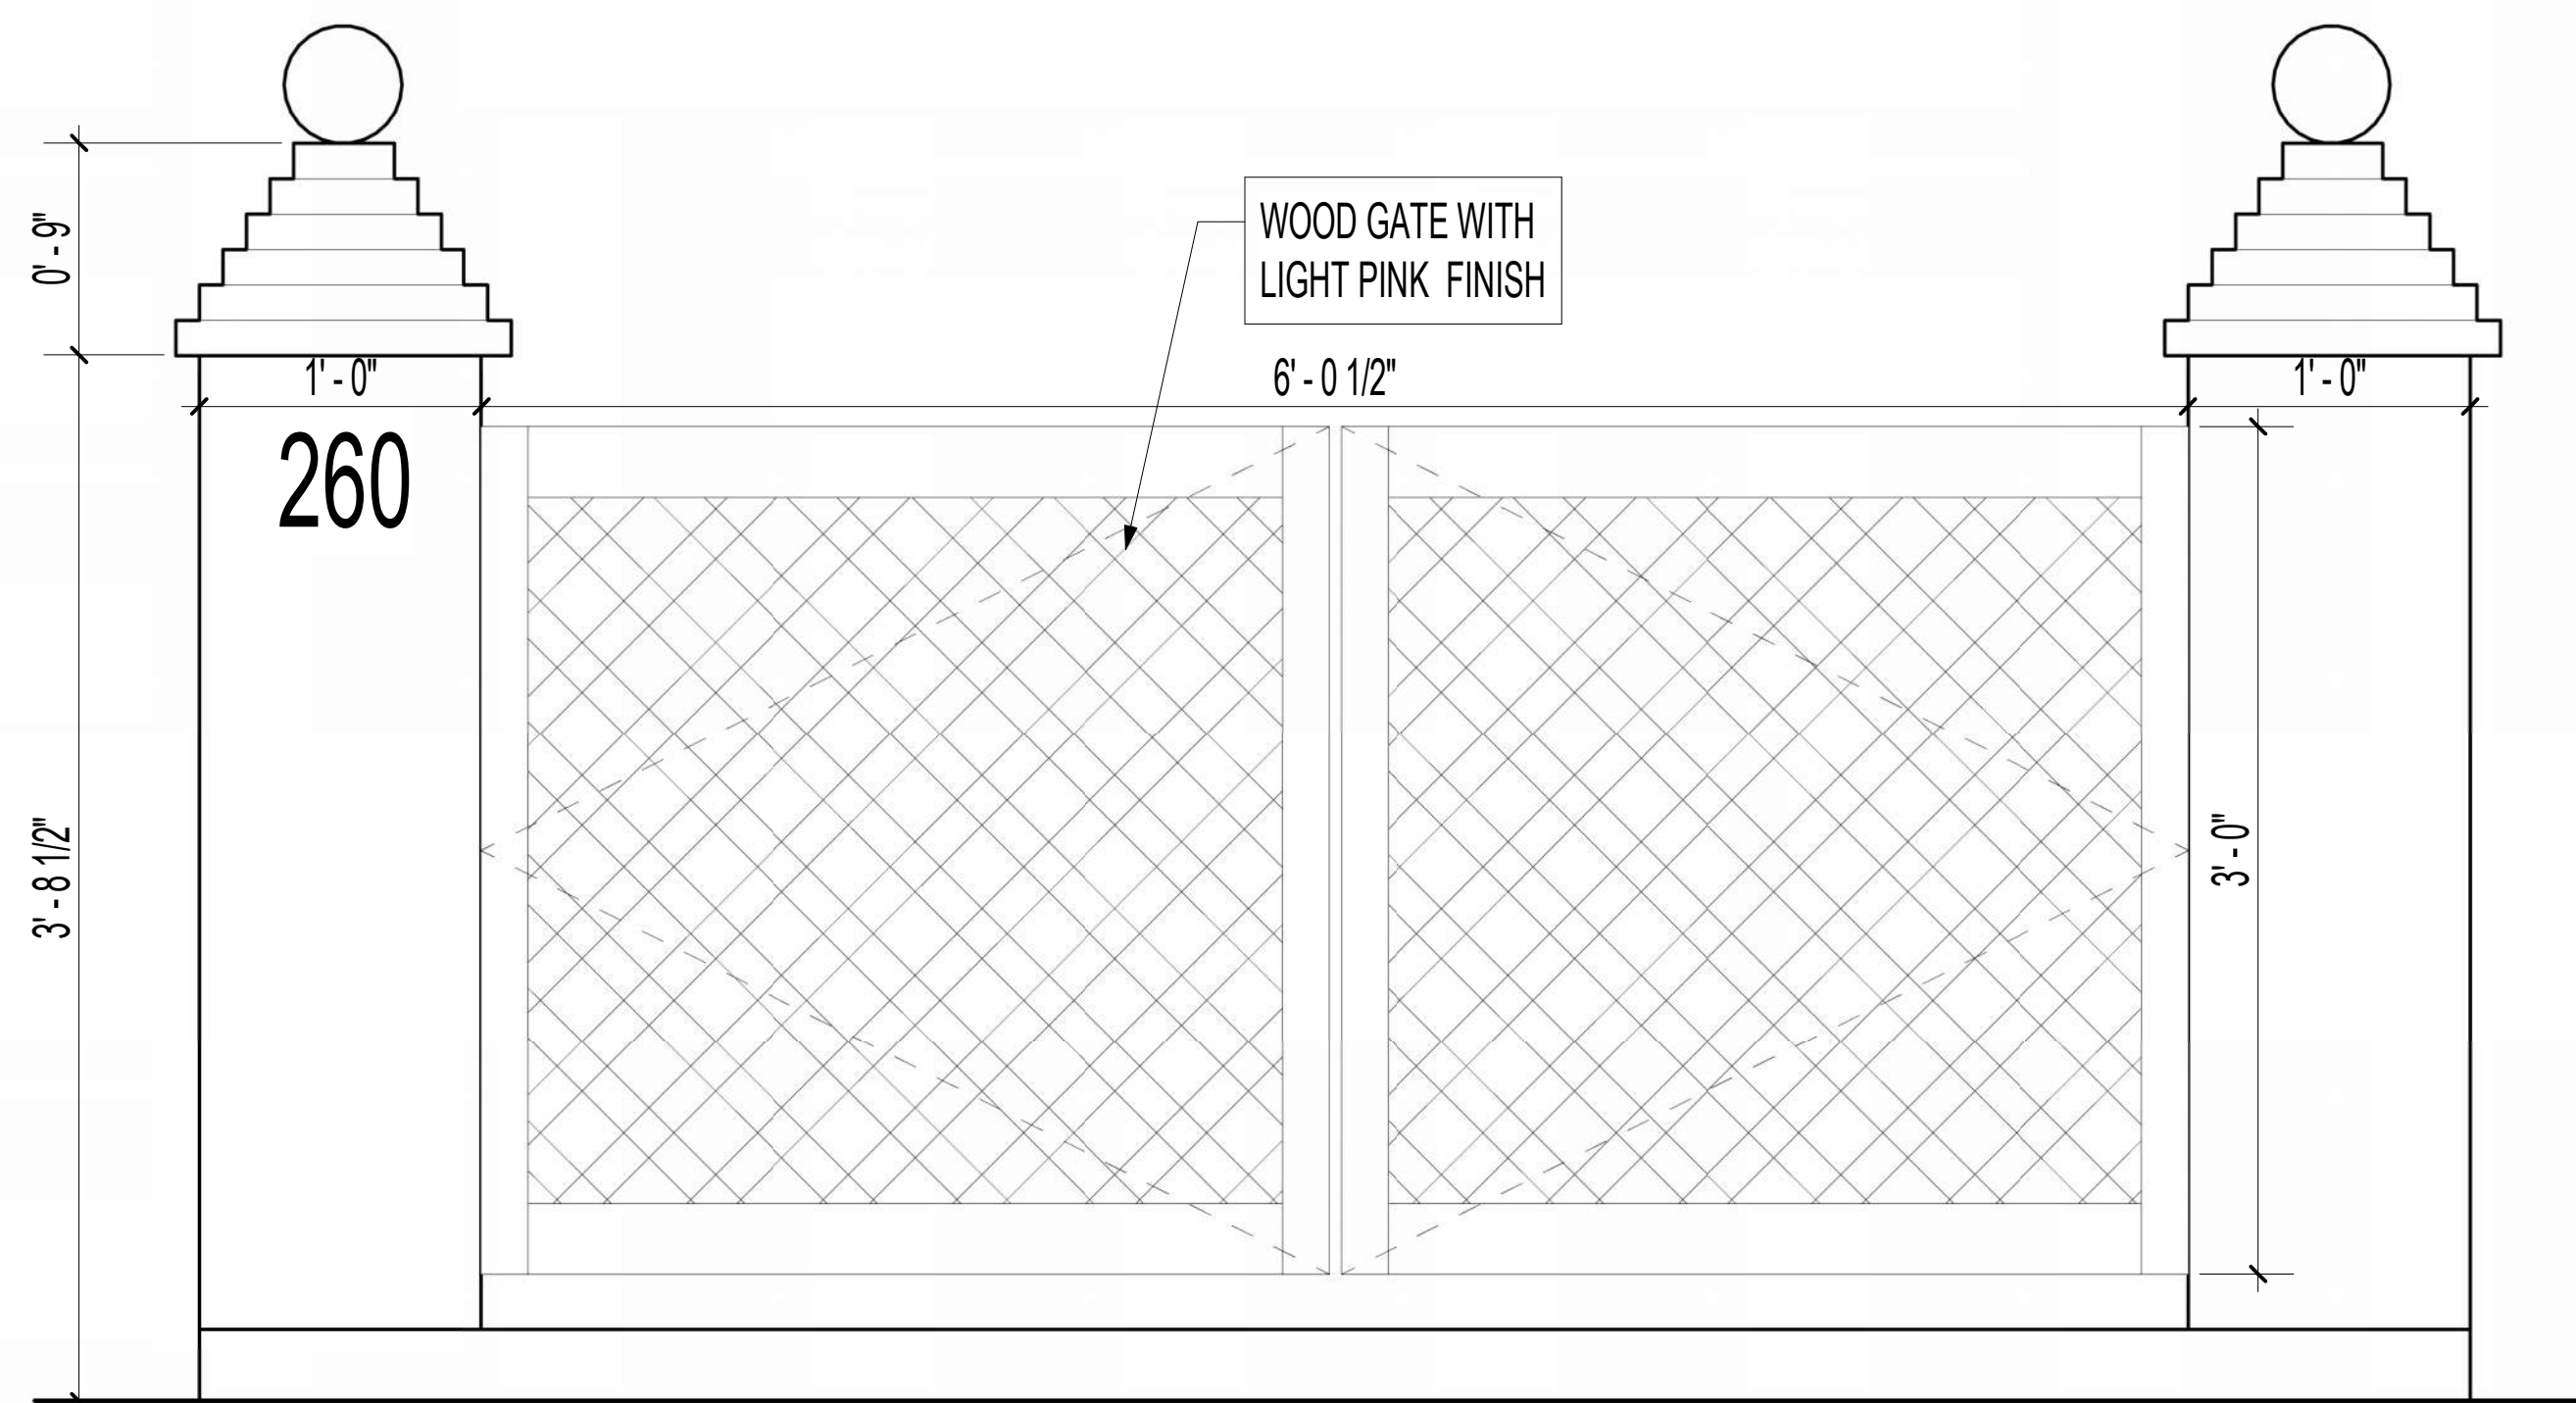 WOOD GATE WITH
LIGHT PINK  FINISH
0' - 9"
1' - 0"
6' - 0 1/2"
1' - 0"
260
3' - 8 1/2"
3' - 0"